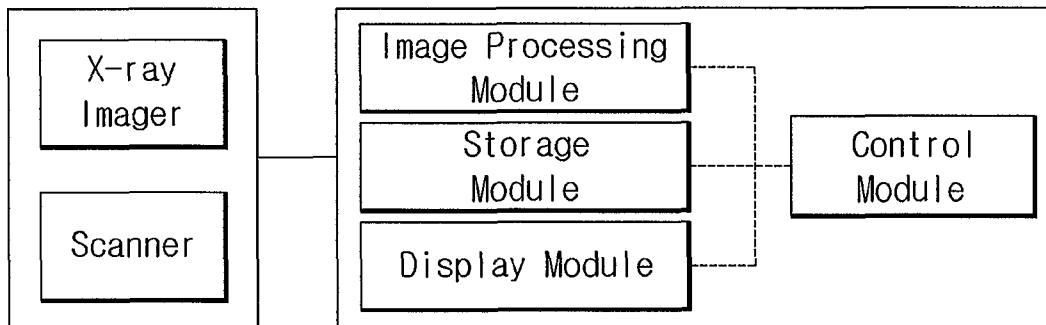 X-ray
Imager
Scanner
Image Processing
Module
Storage
Module
Display Module
Control
Module